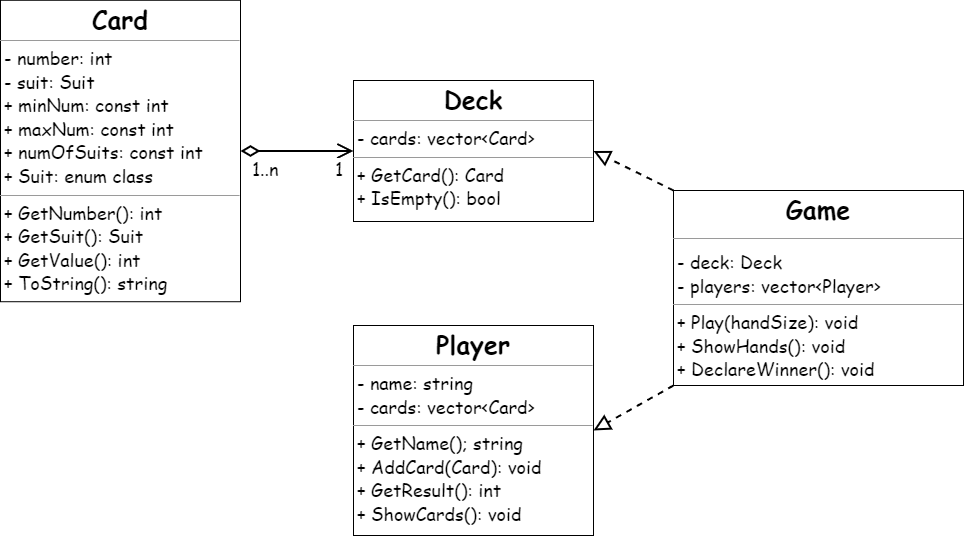 Card
- number: int
- suit: Suit
+ minNum: const int
+ maxNum: const int
+ numOfSuits: const int
+ Suit: enum class
+ GetNumber(): int
+ GetSuit(): Suit
+ GetValue(): int
+ ToString(): string
1..n
1
Deck
- cards: vector<Card>
+ GetCard(): Card
+ IsEmpty(): bool
Player
- name: string
- cards: vector<Card>
+ GetName(); string
+ AddCard(Card): void
+ GetResult(): int
+ ShowCards(): void
Game
- deck: Deck
- players: vector<Player>
+ Play(handSize): void
+ ShowHands(): void
+ DeclareWinner(): void